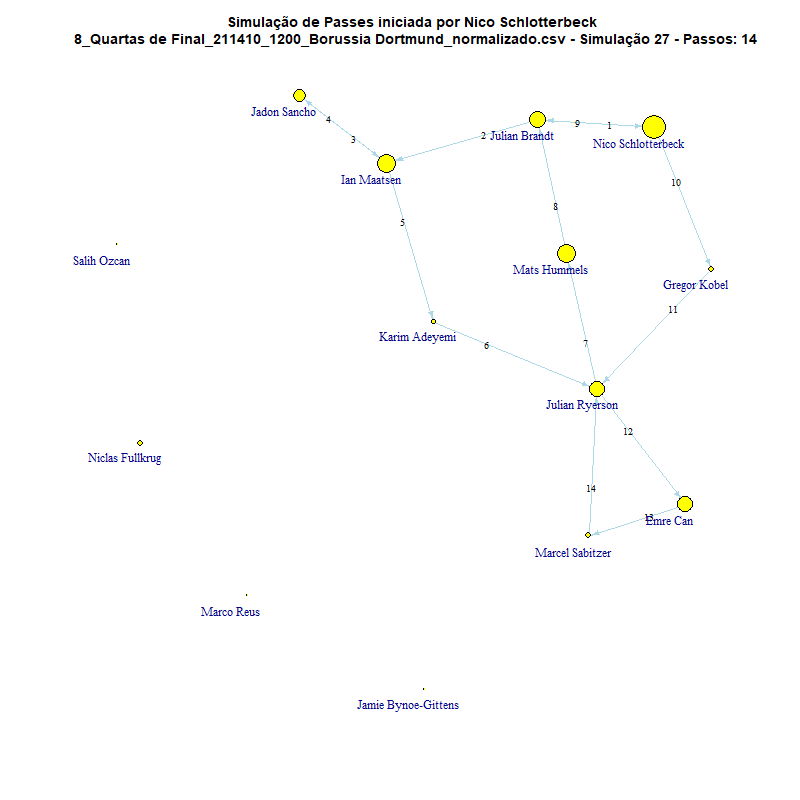 Simulação de Passes iniciada por Nico Schlotterbeck
8_Quartas de Final_211410_1200_Borussia Dortmund_normalizado.csv - Simulação 27 - Passos: 14
Jadon Sancho
4
3
2
Julian Brandt
9
1
Nico Schlotterbeck
Ian Maatsen
10
8
5
Salih Ozcan
Mats Hummels
Gregor Kobel
11
Karim Adeyemi
6
7
Julian Ryerson
12
Niclas Fullkrug
14
13
Emre Can
Marcel Sabitzer
Marco Reus
Jamie Bynoe-Gittens